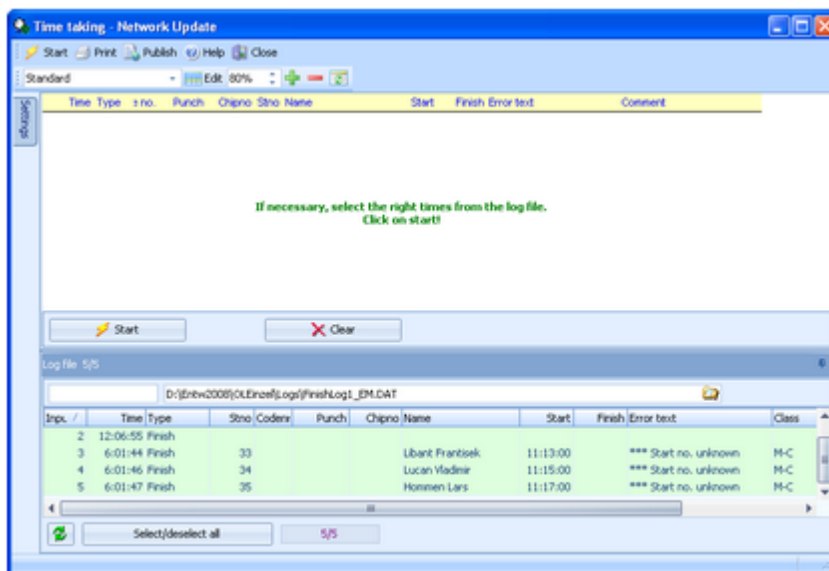 Time taking - Network Update
Start Print Publish Help Close
Standard Edit 80%
Settings
Time Type no. Punch Chipno Stno Name Start Finish Error text Comment
If necessary, select the right times from the log file.
Click on start!
Start Clear
Log file 5/5
D:\Entw2008\OLEinzel\Logs\FinishLog1_EM.DAT
Inpu. / Time Type Stno Codenr Punch Chipno Name Start Finish Error text Class
2 12:06:55 Finish
3 6:01:44 Finish 33 Libant Frantisek 11:13:00 *** Start no. unknown M-C
4 6:01:46 Finish 34 Lucan Vladimir 11:15:00 *** Start no. unknown M-C
5 6:01:47 Finish 35 Hommen Lars 11:17:00 *** Start no. unknown M-C
Select/deselect all 5/5